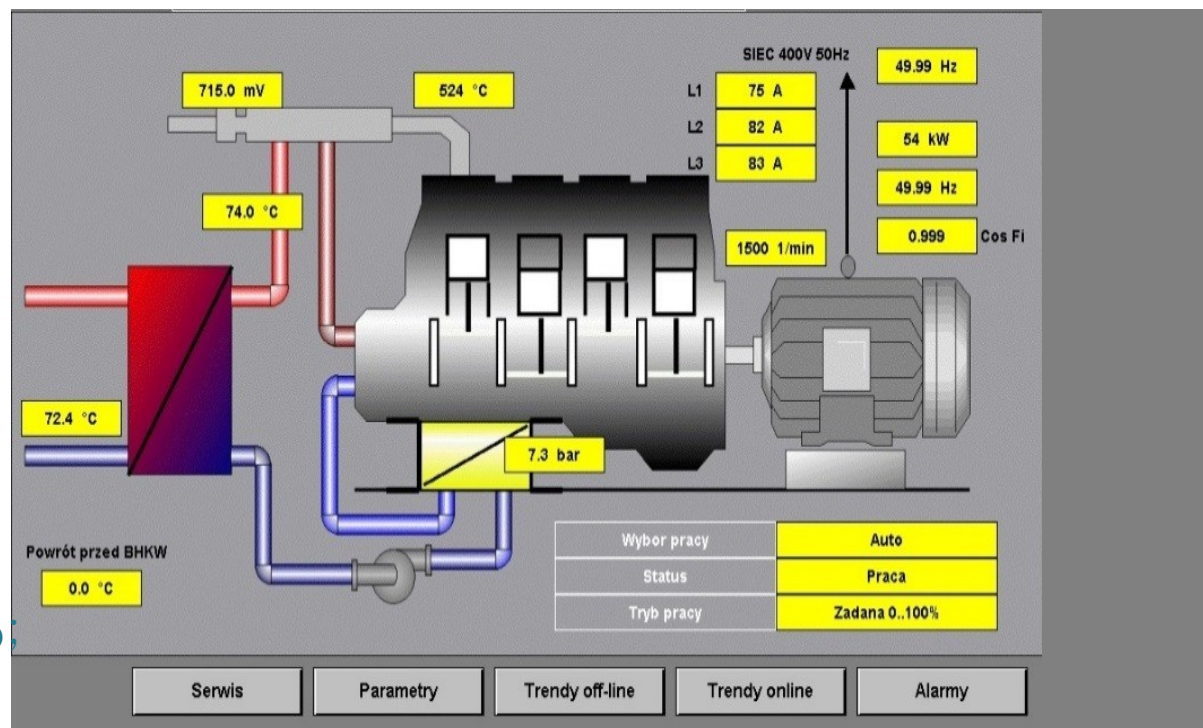 SIEC 400V 50Hz
49.99 Hz
715.0 mV
524 °C
L1 75 A
L2 82 A
54 kW
L3 83 A
49.99 Hz
74.0 °C
0.999 Cos Fi
1500 1/min
72.4 °C
7.3 bar
Powrót przed BHKW
0.0 °C
Wybor pracy Auto
Status Praca
Tryb pracy Zadana 0..100%
;
Serwis Parametry Trendy off-line Trendy online Alarmy